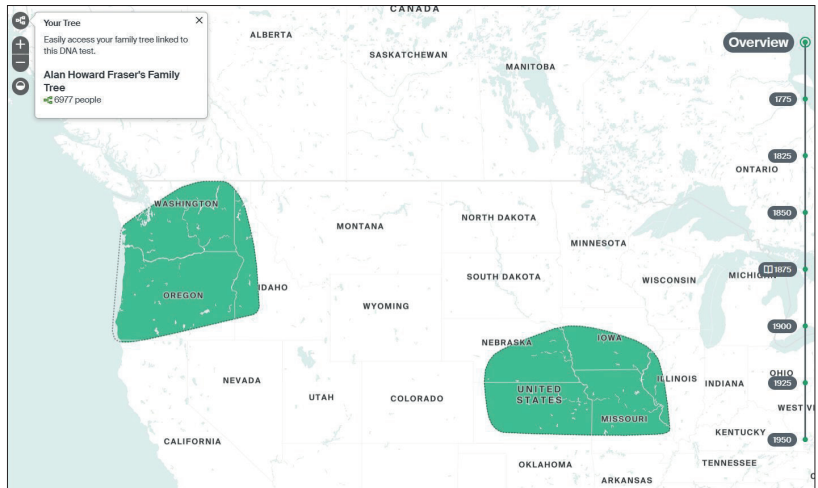 CANADA
Your Tree
Easily access your family tree linked to
this DNA test.
Alan Howard Fraser's Family
Tree
6977 people
ALBERTA
SASKATCHEWAN
MANITOBA
Overview
1775
1825
ONTARIO
1850
WASHINGTON
MONTANA
NORTH DAKOTA
MINNESOTA
1875
MICHIGAN
OREGON
IDAHO
SOUTH DAKOTA
WISCONSIN
WYOMING
1900
NEBRASKA
IOWA
NEVADA
UTAH
COLORADO
UNITED
STATES
ILLINOIS
INDIANA
OHIO
1925
WEST VI
MISSOURI
CALIFORNIA
KENTUCKY
1950
OKLAHOMA
TENNESSEE
ARKANSAS